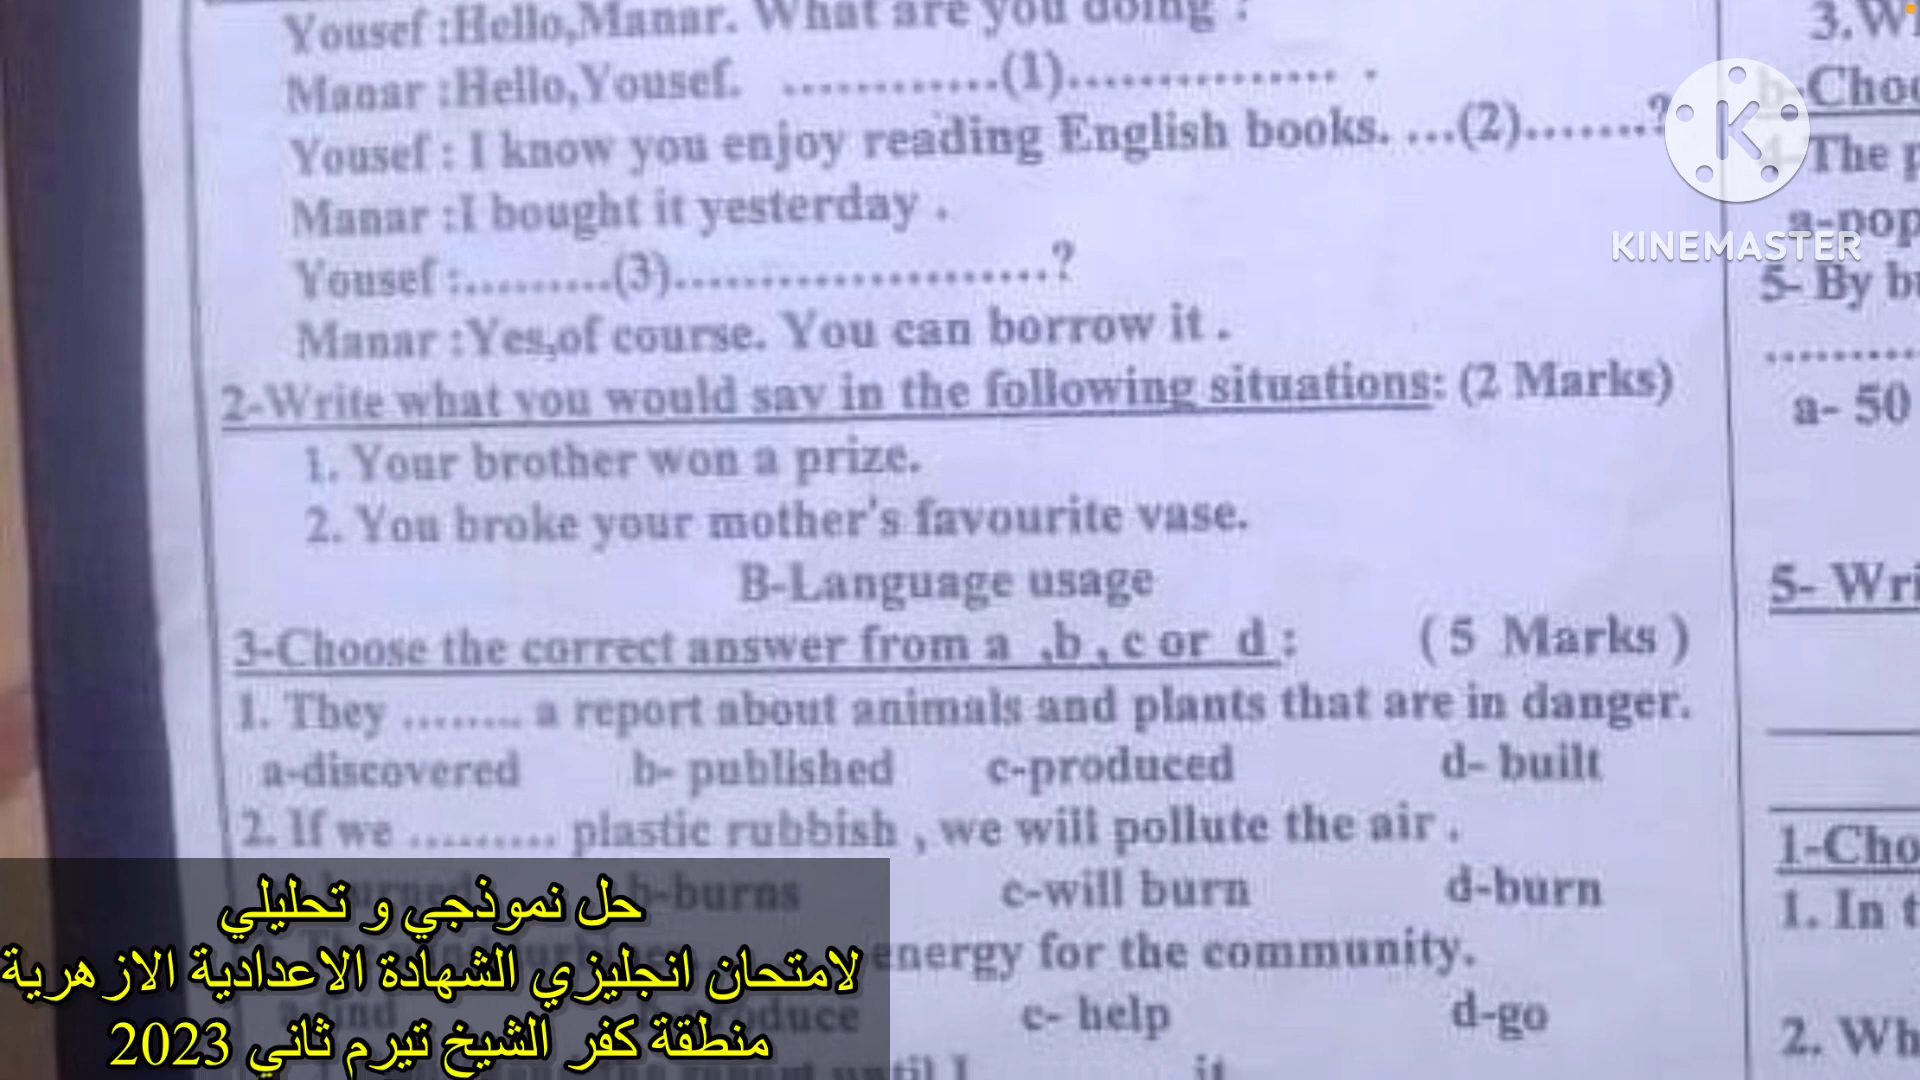 Yousef :Hello,Manar. What are you doing ?
Manar :Hello,Yousef. ............(1)............... .
Yousef : I know you enjoy reading English books. ...(2).......?
Manar :I bought it yesterday .
Yousef :.........(3).......................?
Manar :Yes,of course. You can borrow it .
2-Write what you would say in the following situations: (2 Marks)
1. Your brother won a prize.
2. You broke your mother's favourite vase.
B-Language usage
3-Choose the correct answer from a ,b , c or d : ( 5 Marks )
1. They ........ a report about animals and plants that are in danger.
a-discovered b- published c-produced d- built
2. If we ......... plastic rubbish , we will pollute the air .
b-burns c-will burn d-burn
energy for the community.
c- help d-go
it
3.W
b-Choo
The p
a-pop
5- By bu
..........
a- 50
5- Wri
1-Cho
1. In t
2. Wh
K
KINEMASTER
حل نموذجي و تحليلي
لامتحان انجليزي الشهادة الاعدادية الازهرية
منطقة كفر الشيخ تيرم ثاني 2023